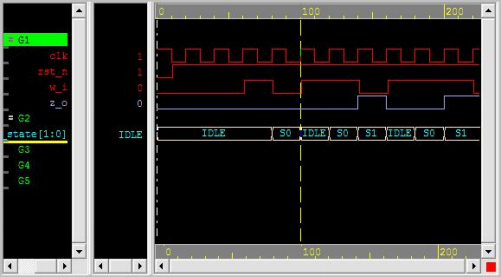 0 100 200
= G1
clk 1
rst_n 1
w_i 0
z_o 0
= G2
state[1:0] IDLE IDLE S0 IDLE S0 S1 IDLE S0 S1
G3
G4
G5
0 100 200